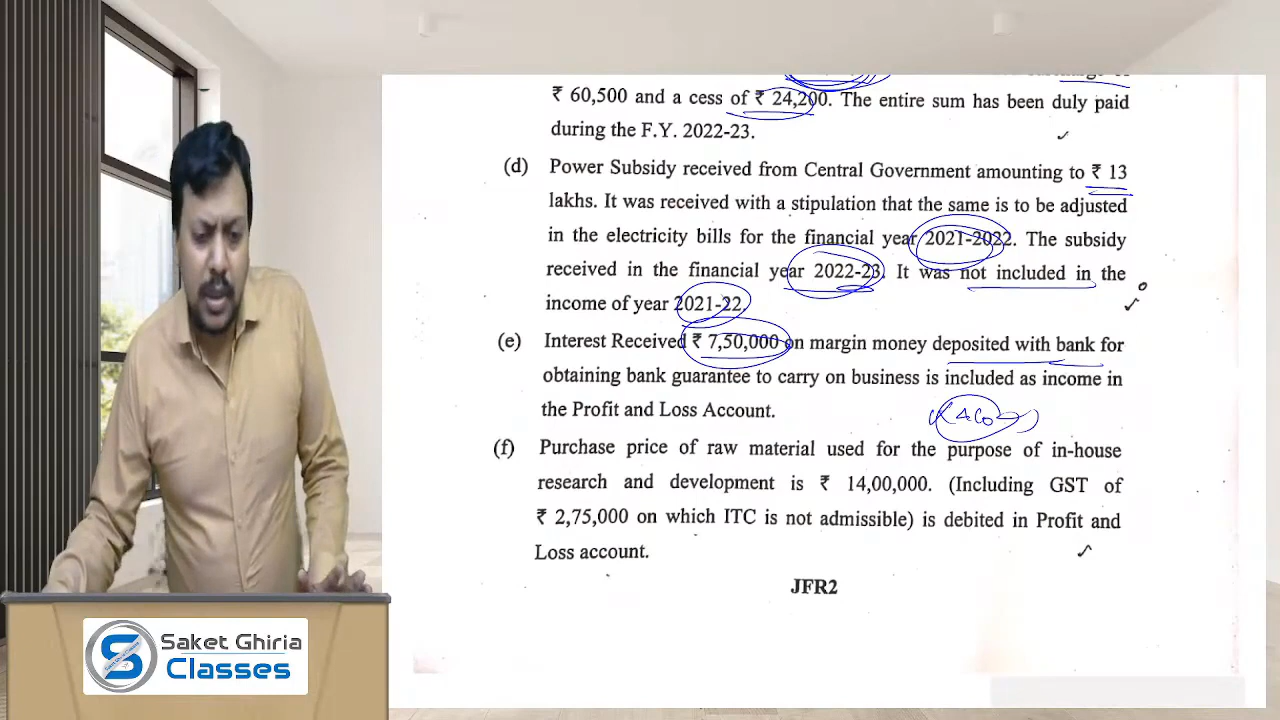 ₹ 60,500 and a cess of ₹ 24,200. The entire sum has been duly paid
during the F.Y. 2022-23.
(d) Power Subsidy received from Central Government amounting to ₹ 13
lakhs. It was received with a stipulation that the same is to be adjusted
in the electricity bills for the financial year 2021-2022. The subsidy
received in the financial year 2022-23. It was not included in the
income of year 2021-22
(e) Interest Received ₹ 7,50,000 on margin money deposited with bank for
obtaining bank guarantee to carry on business is included as income in
the Profit and Loss Account.
(f) Purchase price of raw material used for the purpose of in-house
research and development is ₹ 14,00,000. (Including GST of
₹ 2,75,000 on which ITC is not admissible) is debited in Profit and
Loss account.
JFR2
Saket Ghiria
Classes